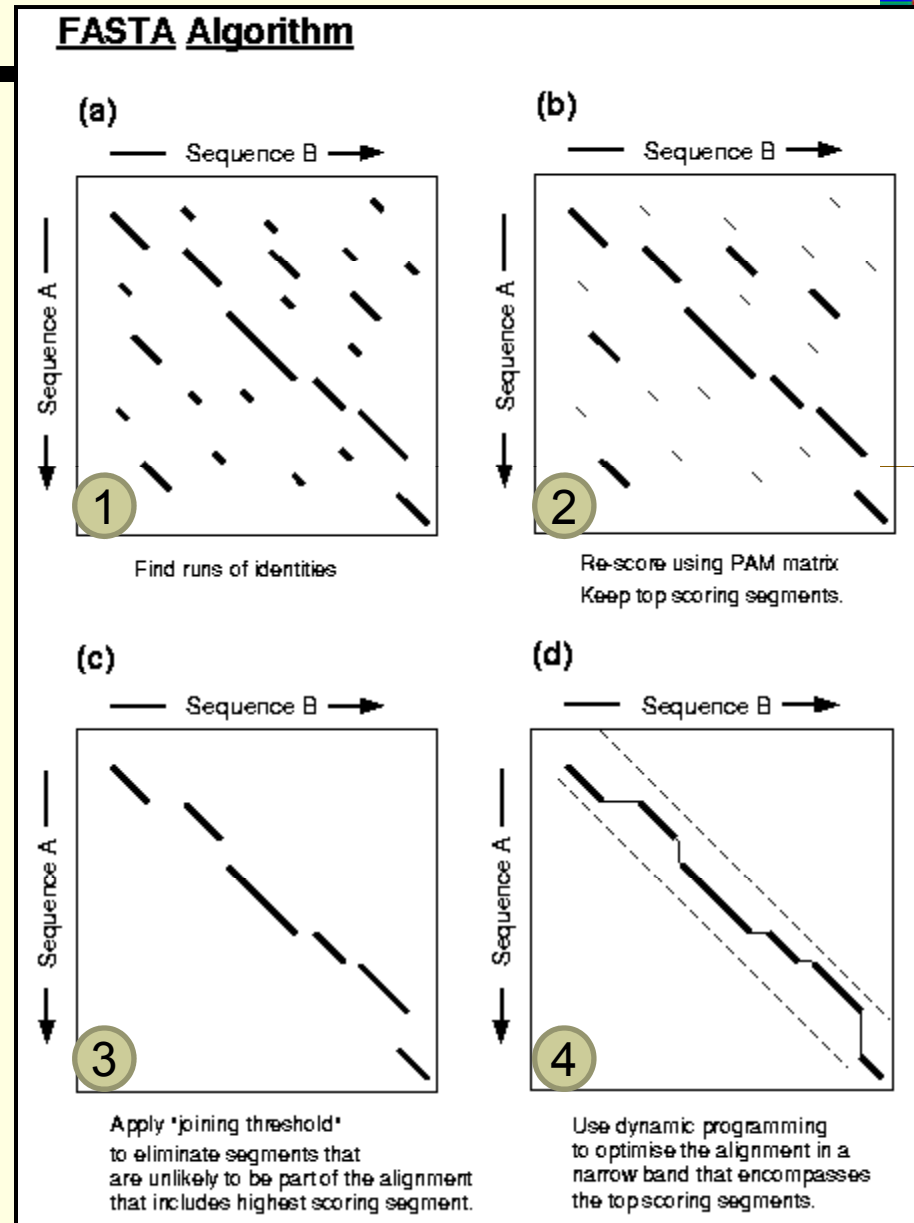 FASTA Algorithm
(a)
Sequence B
Sequence A
1
Find runs of identities
(b)
Sequence B
Sequence A
2
Re-score using PAM matrix
Keep top scoring segments.
(c)
Sequence B
Sequence A
3
Apply "joining threshold"
to eliminate segments that
are unlikely to be part of the alignment
that includes highest scoring segment.
(d)
Sequence B
Sequence A
4
Use dynamic programming
to optimise the alignment in a
narrow band that encompasses
the top scoring segments.